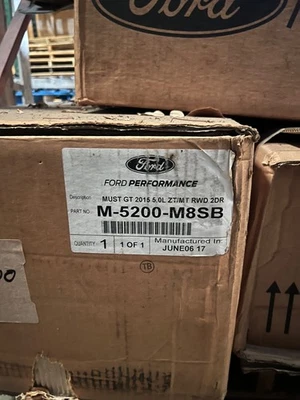 Ford
Ford
FORD PERFORMANCE
Description MUST GT 2015 5.0L ZT/MT RWD 2DR
PART NO. M-5200-M8SB
QUANTITY 1 1 OF 1 Manufactured In:
JUNE06 17
1B